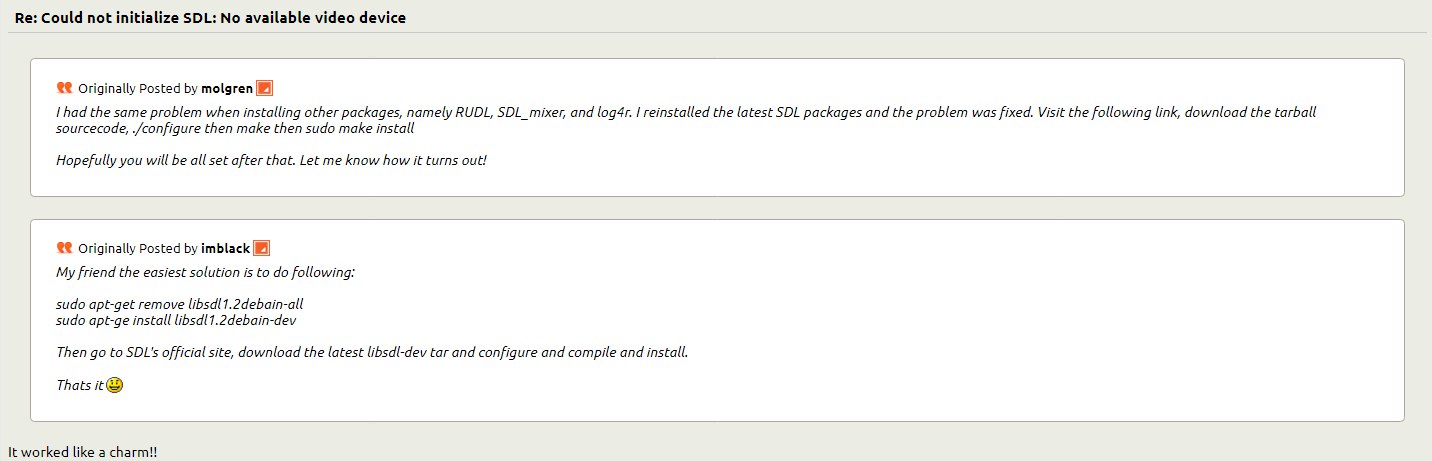 Re: Could not initialize SDL: No available video device
Originally Posted by molgren
I had the same problem when installing other packages, namely RUDL, SDL_mixer, and log4r. I reinstalled the latest SDL packages and the problem was fixed. Visit the following link, download the tarball
sourcecode, ./configure then make then sudo make install
Hopefully you will be all set after that. Let me know how it turns out!
Originally Posted by imblack
My friend the easiest solution is to do following:
sudo apt-get remove libsdl1.2debain-all
sudo apt-ge install libsdl1.2debain-dev
Then go to SDL's official site, download the latest libsdl-dev tar and configure and compile and install.
Thats it
It worked like a charm!!